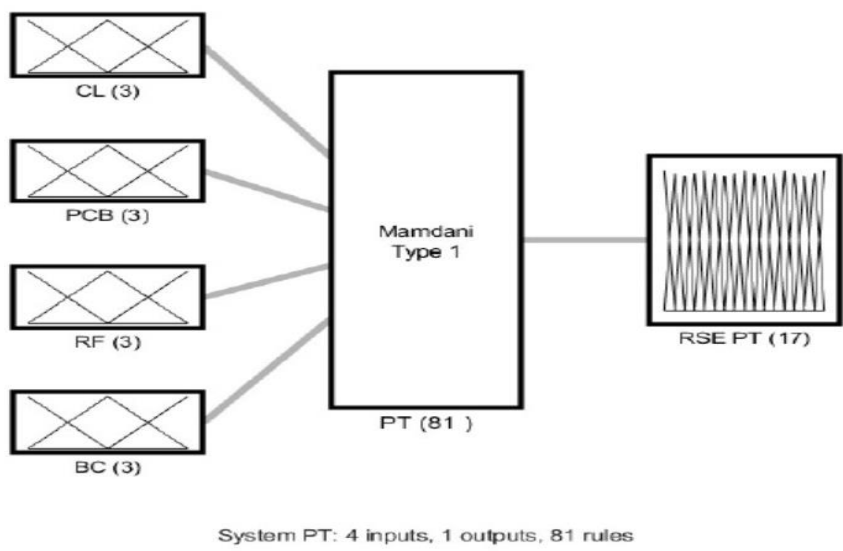 CL (3)
PCB (3)
RF (3)
BC (3)
Mamdani
Type 1
PT (81 )
RSE PT (17)
System PT: 4 inputs, 1 outputs, 81 rules